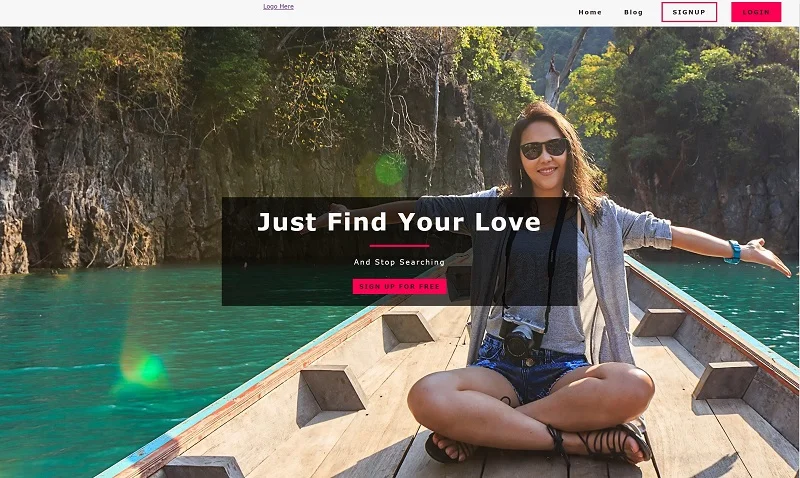 Logo Here
Home
Blog
SIGNUP
LOGIN
Just Find Your Love
And Stop Searching
SIGN UP FOR FREE